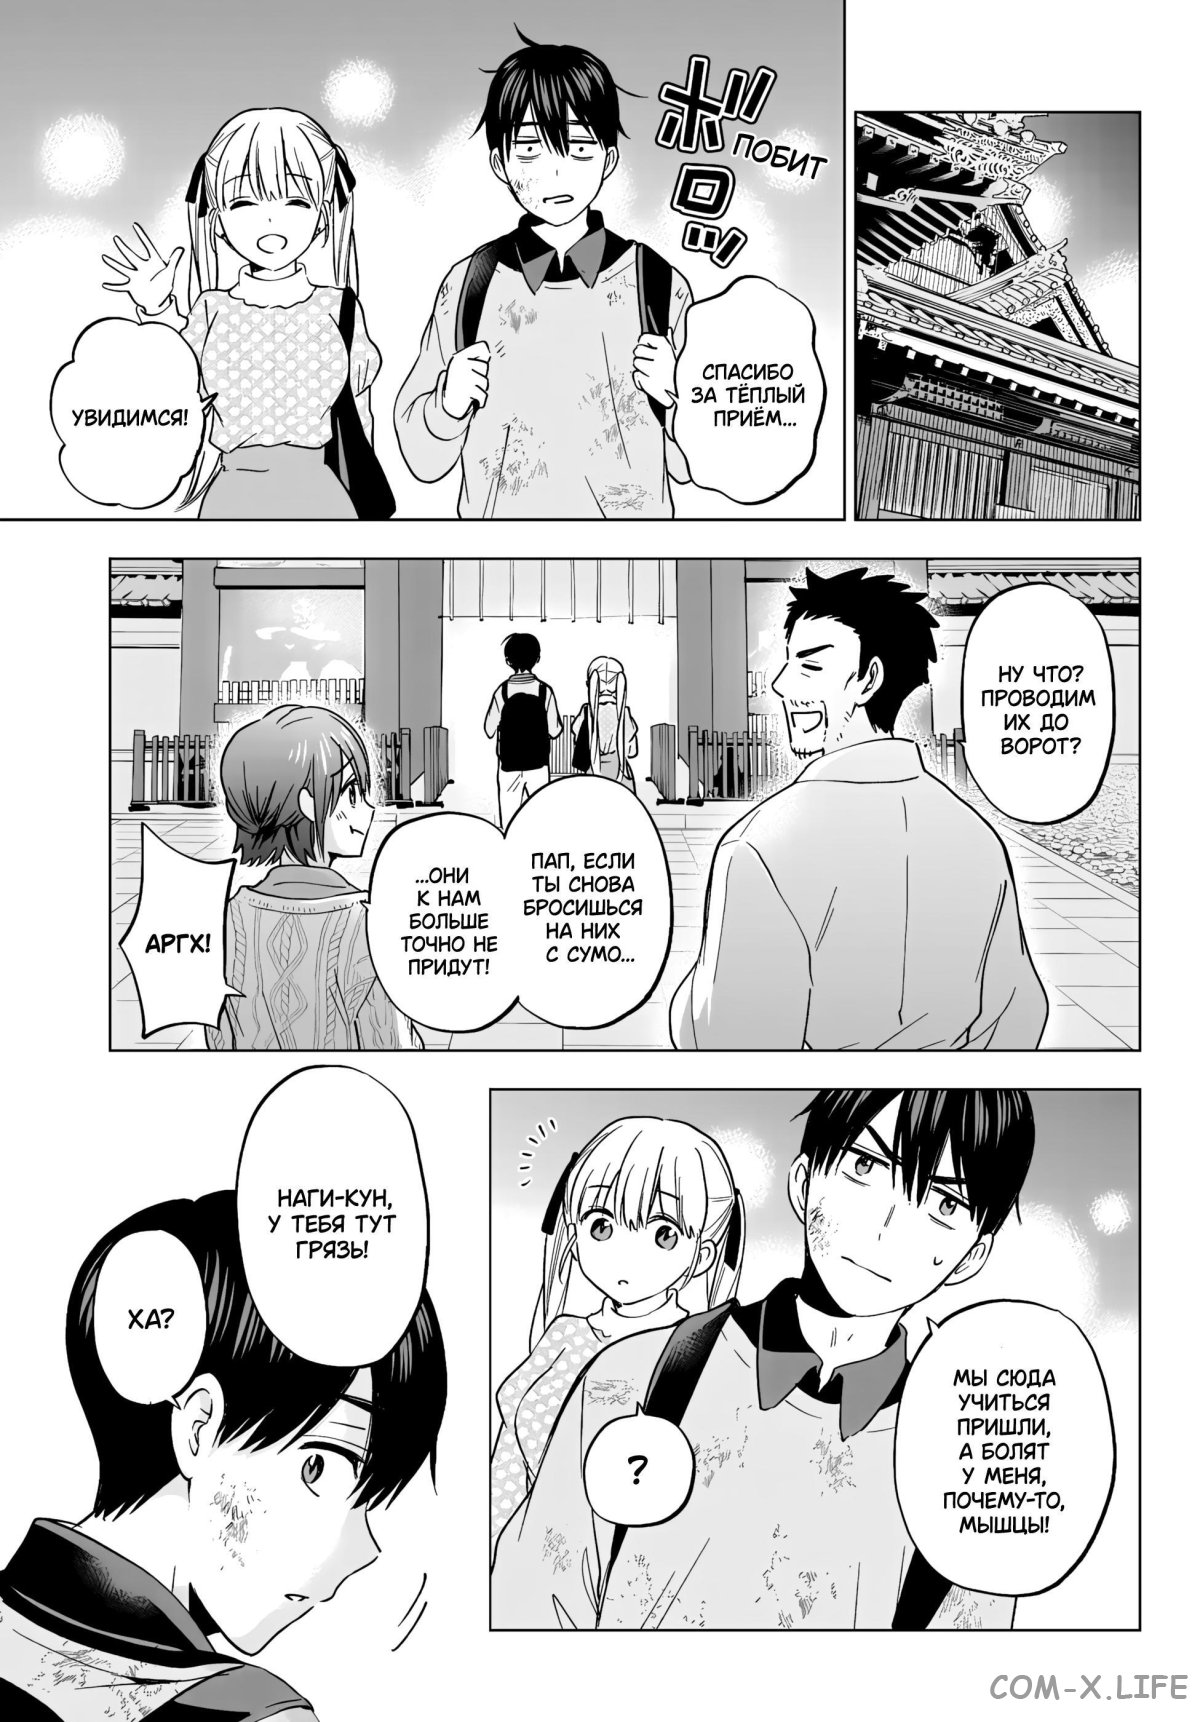 ボロッ
ПОБИТ
СПАСИБО
ЗА ТЁПЛЫЙ
ПРИЁМ...
УВИДИМСЯ!
НУ ЧТО?
ПРОВОДИМ
ИХ ДО
ВОРОТ?
ПАП, ЕСЛИ
ТЫ СНОВА
БРОСИШЬСЯ
НА НИХ
С СУМО...
...ОНИ
К НАМ
БОЛЬШЕ
ТОЧНО НЕ
ПРИДУТ!
АРГХ!
МЫ СЮДА
УЧИТЬСЯ
ПРИШЛИ,
А БОЛЯТ
У МЕНЯ,
ПОЧЕМУ-ТО,
МЫШЦЫ!
?
НАГИ-КУН,
У ТЕБЯ ТУТ
ГРЯЗЬ!
ХА?
COM-X.LIFE